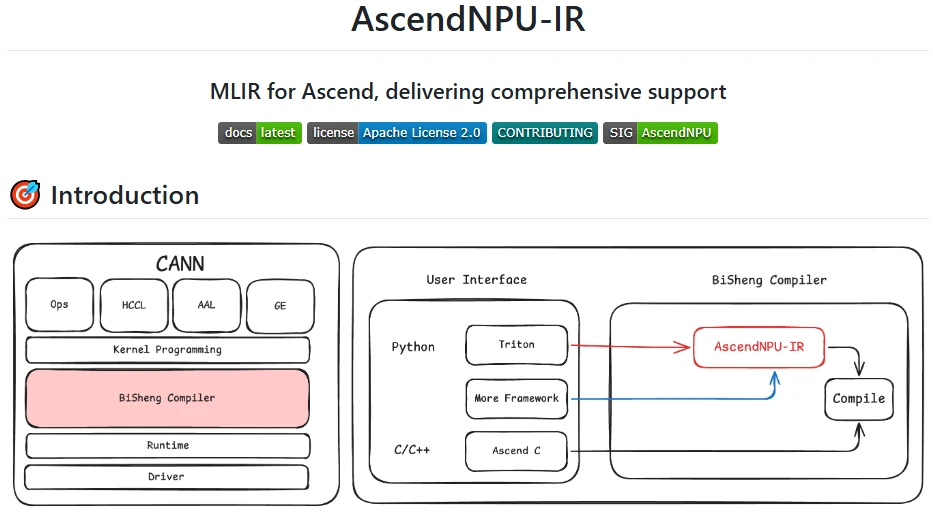 AscendNPU-IR
MLIR for Ascend, delivering comprehensive support
docs latest license Apache License 2.0 CONTRIBUTING SIG AscendNPU
Introduction
CANN
Ops HCCL AAL GE
Kernel Programming
BiSheng Compiler
Runtime
Driver
User Interface
Python
Triton
More Framework
C/C++
Ascend C
BiSheng Compiler
AscendNPU-IR
Compile